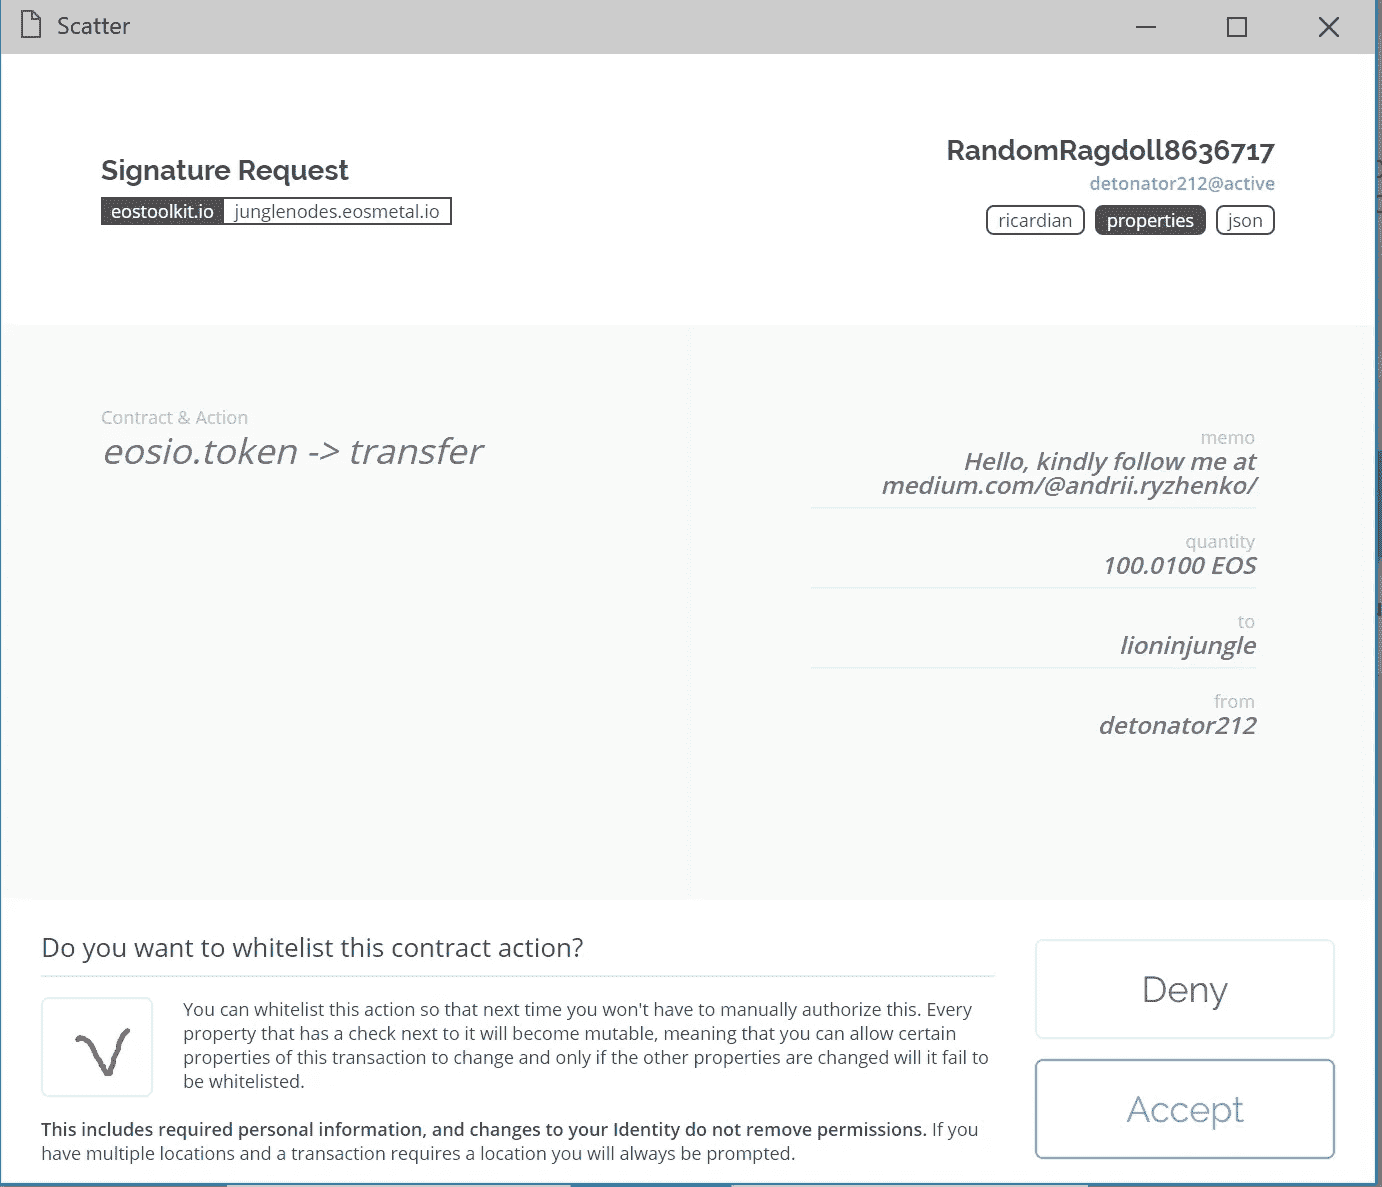 Scatter
Signature Request
eostoolkit.io junglenodes.eosmetal.io
RandomRagdoll8636717
detonator212@active
ricardian properties json
Contract & Action
eosio.token -> transfer
memo
Hello, kindly follow me at
medium.com/@andrii.ryzhenko/
quantity
100.0100 EOS
to
lioninjungle
from
detonator212
Do you want to whitelist this contract action?
You can whitelist this action so that next time you won't have to manually authorize this. Every
property that has a check next to it will become mutable, meaning that you can allow certain
properties of this transaction to change and only if the other properties are changed will it fail to
be whitelisted.
This includes required personal information, and changes to your Identity do not remove permissions. If you
have multiple locations and a transaction requires a location you will always be prompted.
Deny
Accept